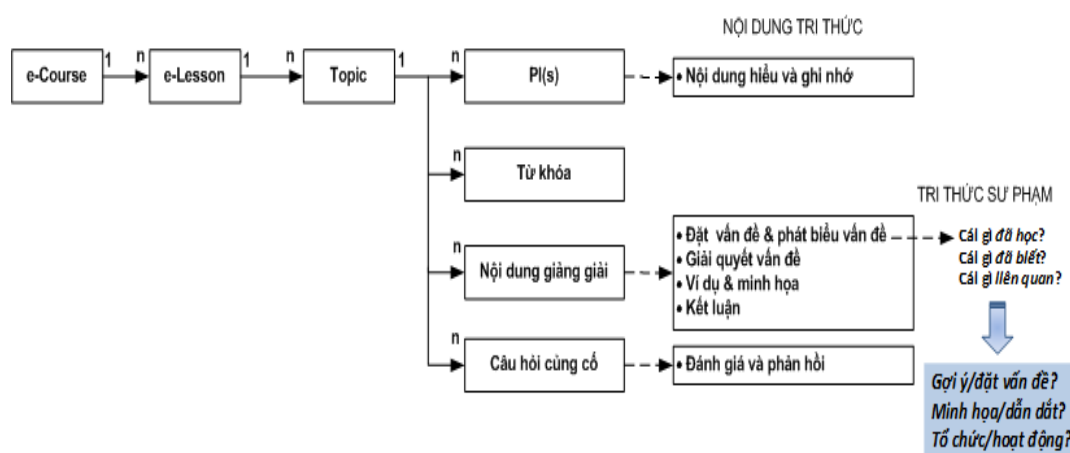 NỘI DUNG TRI THỨC
e-Course
1
n
e-Lesson
1
n
Topic
1
n
PI(s)
• Nội dung hiểu và ghi nhớ
n
Từ khóa
TRI THỨC SƯ PHẠM
n
Nội dung giảng giải
• Đặt vấn đề & phát biểu vấn đề
• Giải quyết vấn đề
• Ví dụ & minh họa
• Kết luận
Cái gì đã học?
Cái gì đã biết?
Cái gì liên quan?
n
Câu hỏi củng cố
• Đánh giá và phản hồi
Gợi ý/đặt vấn đề?
Minh họa/dẫn dắt?
Tổ chức/hoạt động?